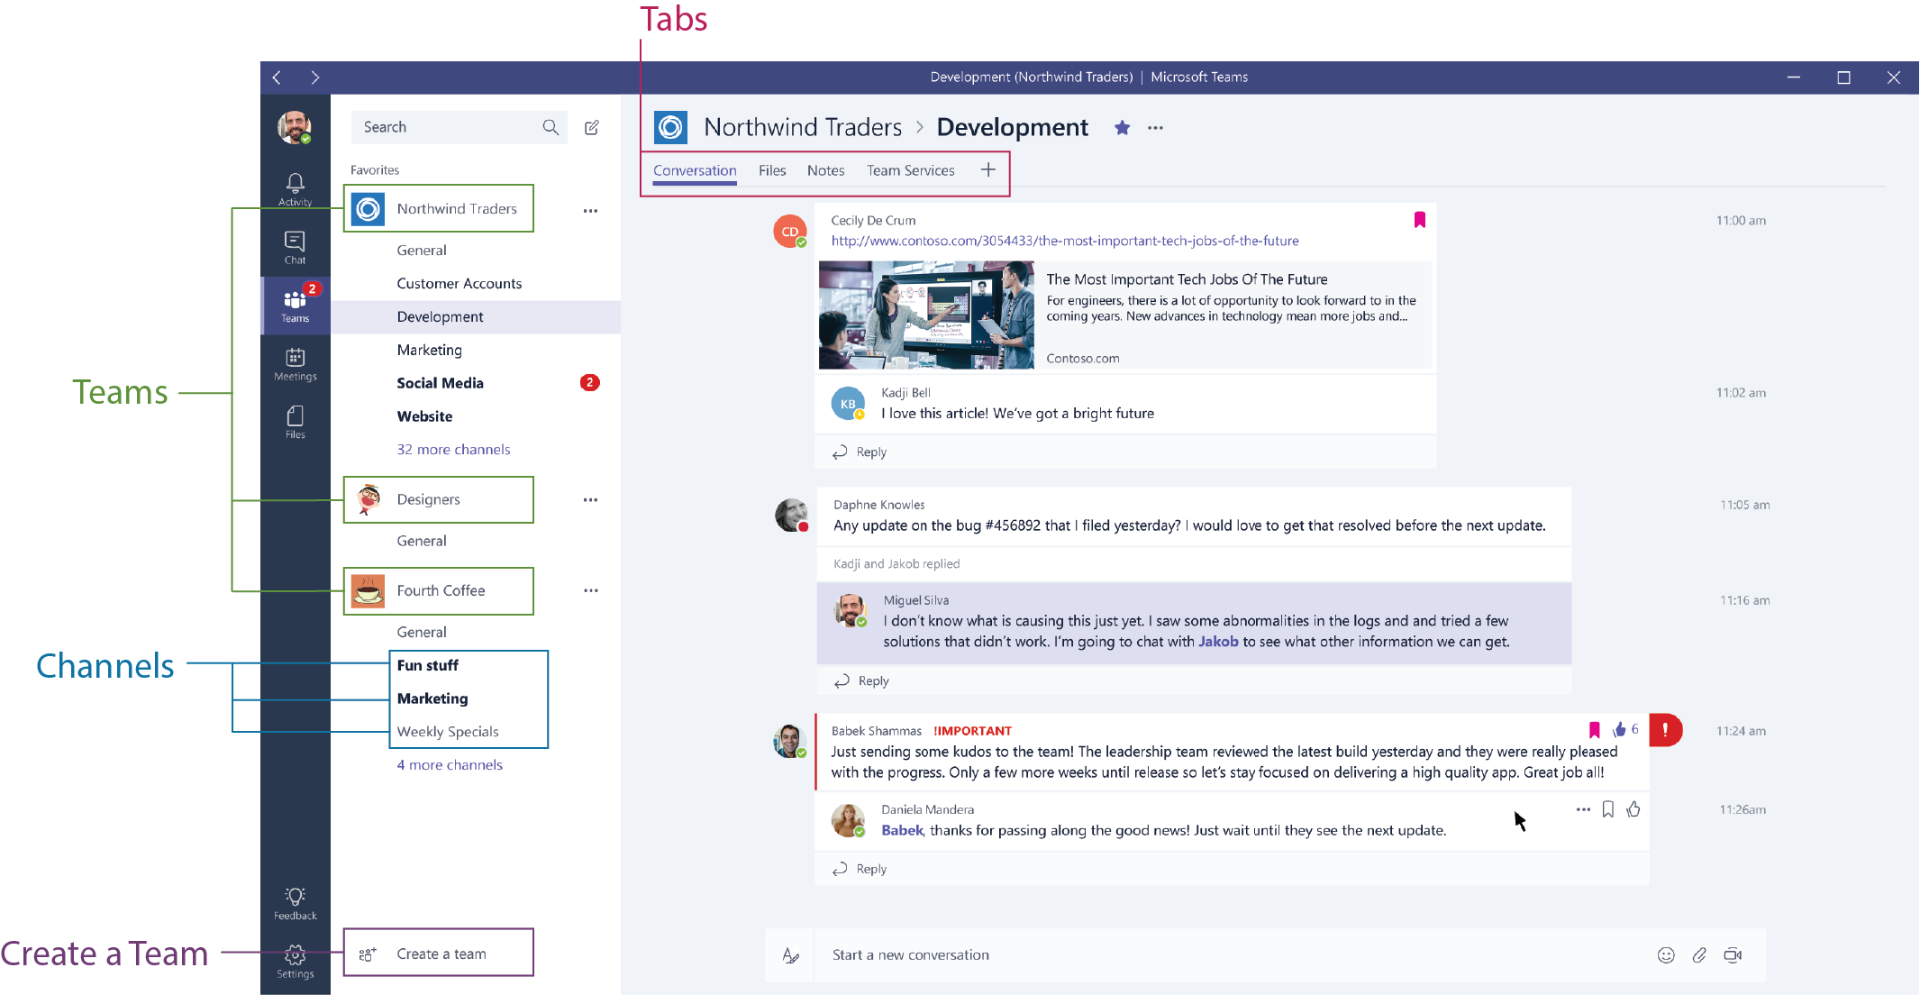 Tabs
Development (Northwind Traders) | Microsoft Teams
Search
Northwind Traders > Development
Favorites
Conversation Files Notes Team Services
Activity
Northwind Traders
General
Chat
Customer Accounts
2
Teams
Development
Marketing
Meetings
Social Media 2
Teams
Website
Files
32 more channels
Designers
General
Fourth Coffee
General
Channels
Fun stuff
Marketing
Weekly Specials
4 more channels
Feedback
Create a Team
Create a team
Settings
CD
Cecily De Crum 11:00 am
http://www.contoso.com/3054433/the-most-important-tech-jobs-of-the-future
The Most Important Tech Jobs Of The Future
For engineers, there is a lot of opportunity to look forward to in the
coming years. New advances in technology mean more jobs and...
Contoso.com
KB
Kadji Bell 11:02 am
I love this article! We've got a bright future
Reply
Daphne Knowles 11:05 am
Any update on the bug #456892 that I filed yesterday? I would love to get that resolved before the next update.
Kadji and Jakob replied
Miguel Silva 11:16 am
I don't know what is causing this just yet. I saw some abnormalities in the logs and and tried a few
solutions that didn't work. I'm going to chat with Jakob to see what other information we can get.
Reply
Babek Shammas !IMPORTANT 6 ! 11:24 am
Just sending some kudos to the team! The leadership team reviewed the latest build yesterday and they were really pleased
with the progress. Only a few more weeks until release so let's stay focused on delivering a high quality app. Great job all!
Daniela Mandera 11:26am
Babek, thanks for passing along the good news! Just wait until they see the next update.
Reply
Start a new conversation